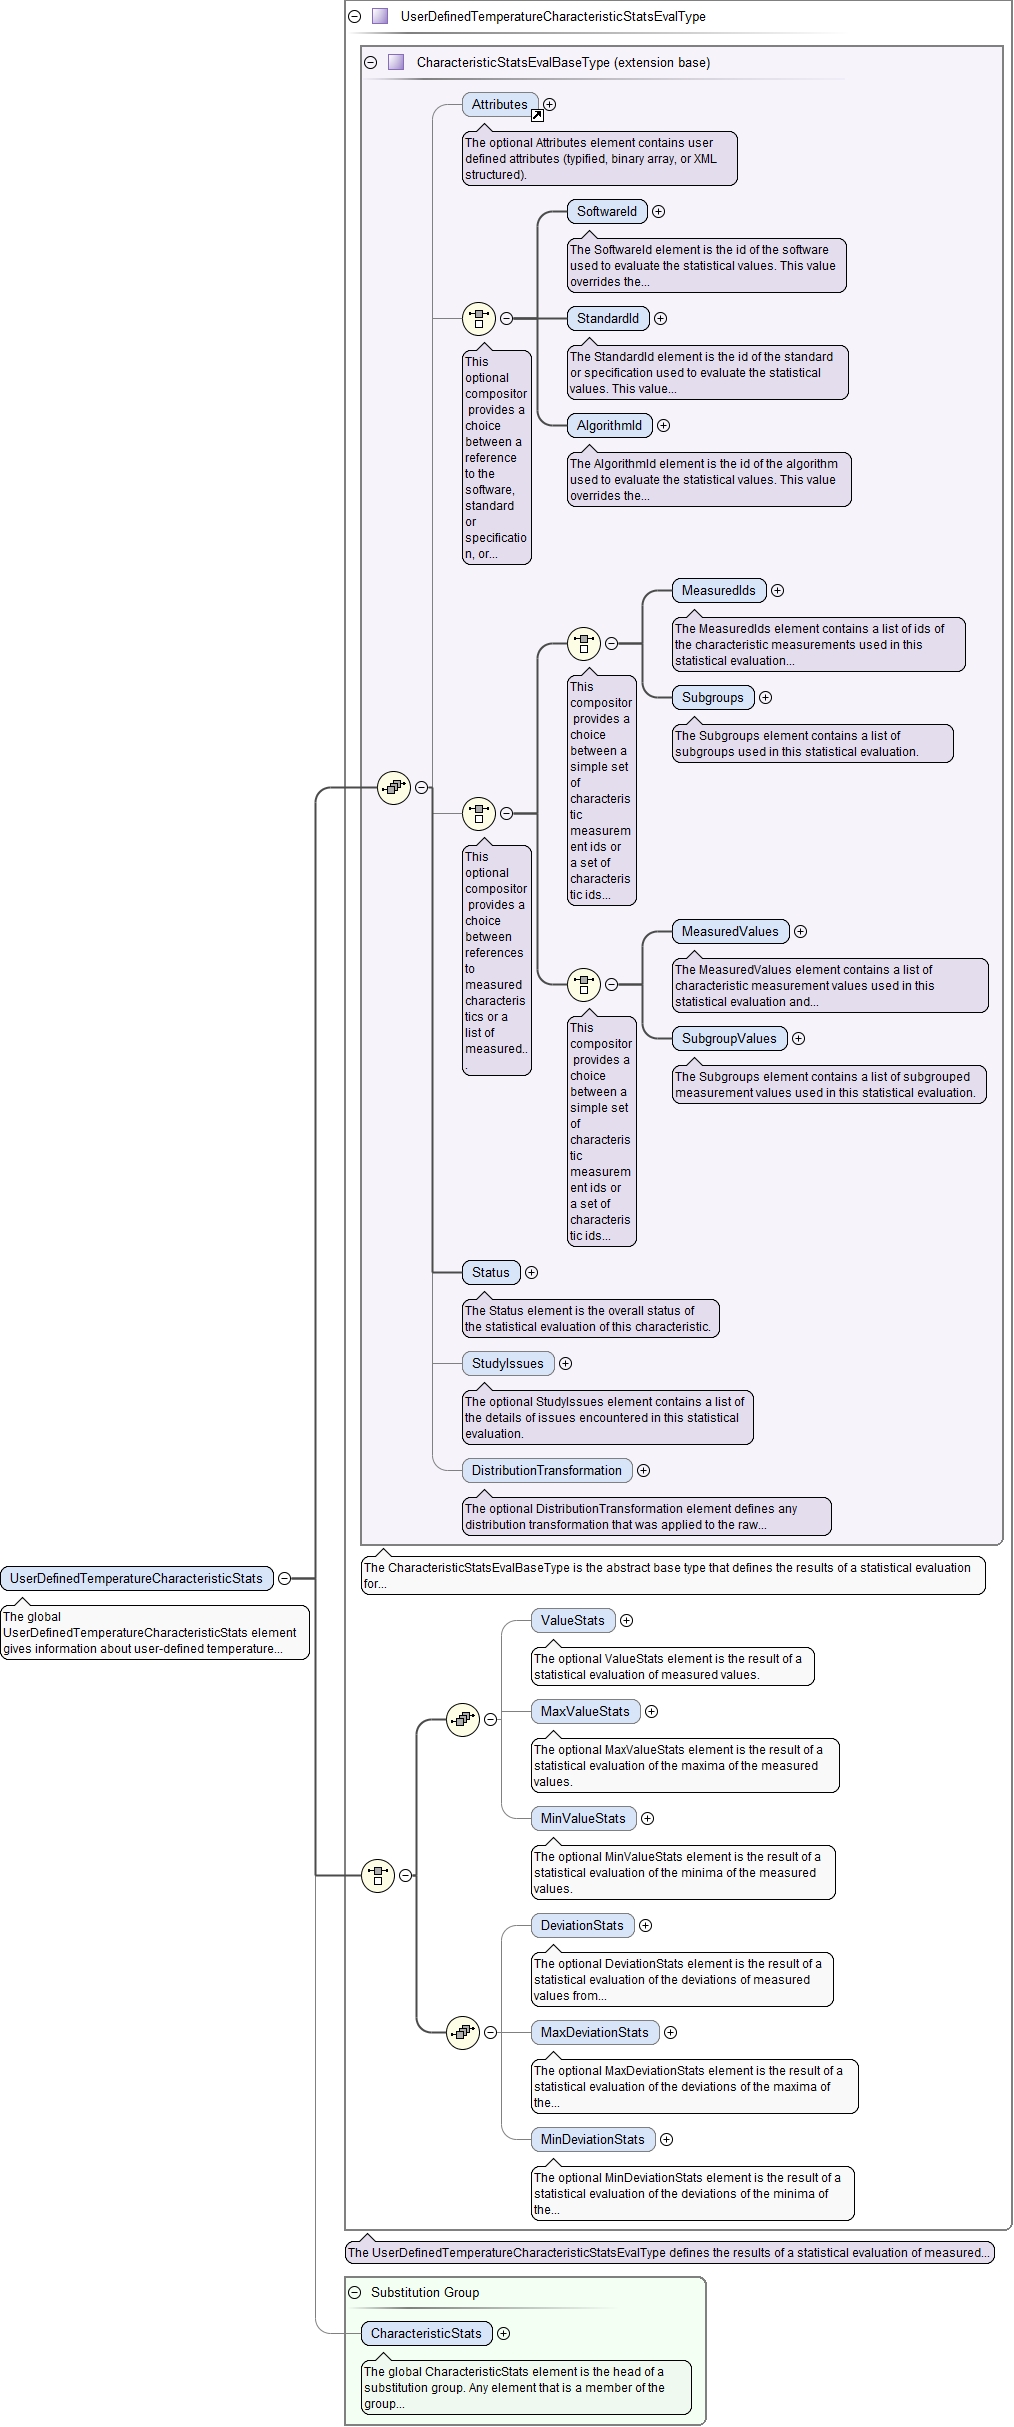 UserDefinedTemperatureCharacteristicStatsEvalType
CharacteristicStatsEvalBaseType (extension base)
Attributes
The optional Attributes element contains user
defined attributes (typified, binary array, or XML
structured).
SoftwareId
The SoftwareId element is the id of the software
used to evaluate the statistical values. This value
overrides the...
StandardId
The StandardId element is the id of the standard
or specification used to evaluate the statistical
values. This value...
AlgorithmId
The AlgorithmId element is the id of the algorithm
used to evaluate the statistical values. This value
overrides the...
This
optional
compositor
provides a
choice
between a
reference
to the
software,
standard
or
specificatio
n, or...
MeasuredIds
The MeasuredIds element contains a list of ids of
the characteristic measurements used in this
statistical evaluation...
Subgroups
The Subgroups element contains a list of
subgroups used in this statistical evaluation.
This
compositor
provides a
choice
between a
simple set
of
characteris
tic
measurem
ent ids or
a set of
characteris
tic ids...
This
optional
compositor
provides a
choice
between
references
to
measured
characteris
tics or a
list of
measured..
.
MeasuredValues
The MeasuredValues element contains a list of
characteristic measurement values used in this
statistical evaluation and...
SubgroupValues
The Subgroups element contains a list of subgrouped
measurement values used in this statistical evaluation.
This
compositor
provides a
choice
between a
simple set
of
characteris
tic
measurem
ent ids or
a set of
characteris
tic ids...
Status
The Status element is the overall status of
the statistical evaluation of this characteristic.
StudyIssues
The optional StudyIssues element contains a list of
the details of issues encountered in this statistical
evaluation.
DistributionTransformation
The optional DistributionTransformation element defines any
distribution transformation that was applied to the raw...
The CharacteristicStatsEvalBaseType is the abstract base type that defines the results of a statistical evaluation
for...
UserDefinedTemperatureCharacteristicStats
The global
UserDefinedTemperatureCharacteristicStats element
gives information about user-defined temperature...
ValueStats
The optional ValueStats element is the result of a
statistical evaluation of measured values.
MaxValueStats
The optional MaxValueStats element is the result of a
statistical evaluation of the maxima of the measured
values.
MinValueStats
The optional MinValueStats element is the result of a
statistical evaluation of the minima of the measured
values.
DeviationStats
The optional DeviationStats element is the result of a
statistical evaluation of the deviations of measured
values from...
MaxDeviationStats
The optional MaxDeviationStats element is the result of a
statistical evaluation of the deviations of the maxima of
the...
MinDeviationStats
The optional MinDeviationStats element is the result of a
statistical evaluation of the deviations of the minima of
the...
The UserDefinedTemperatureCharacteristicStatsEvalType defines the results of a statistical evaluation of measured...
Substitution Group
CharacteristicStats
The global CharacteristicStats element is the head of a
substitution group. Any element that is a member of the
group...